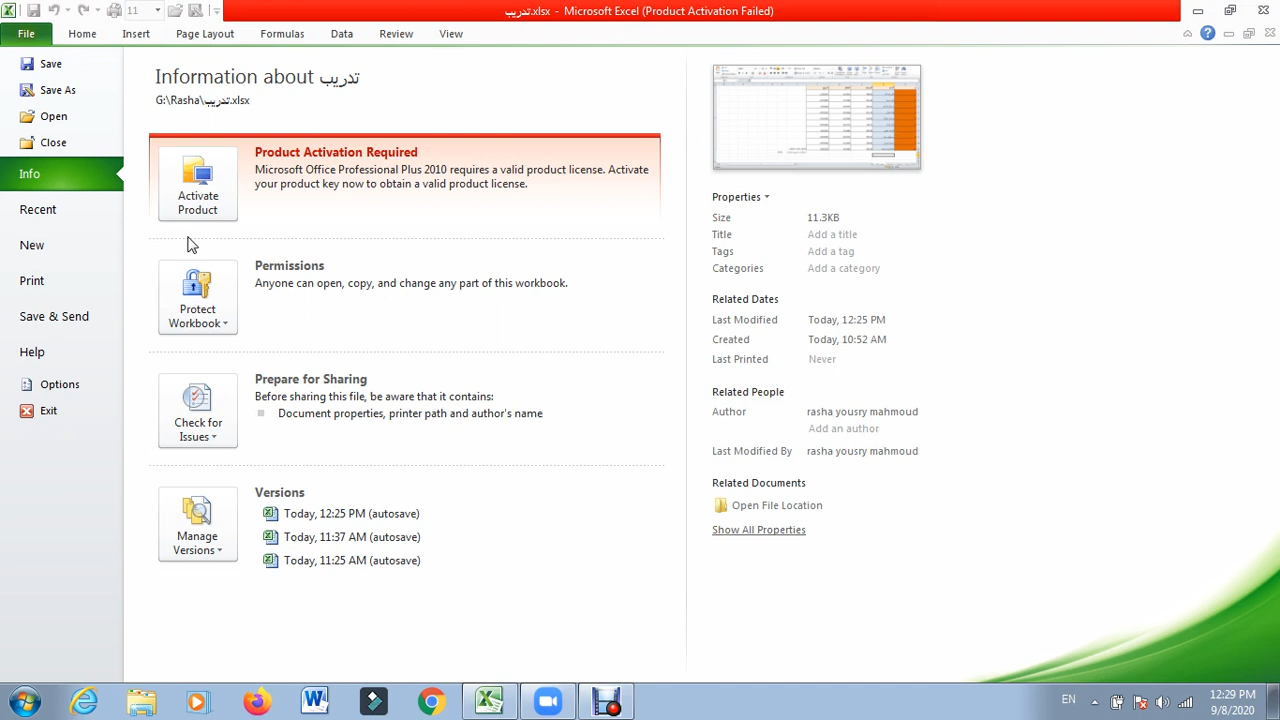 11
تدريب.xlsx - Microsoft Excel (Product Activation Failed)
File Home Insert Page Layout Formulas Data Review View
Save
Save As
Open
Close
Info
Recent
New
Print
Save & Send
Help
Options
Exit
Information about تدريب
G:\Rasha\تدريب.xlsx
Activate Product
Product Activation Required
Microsoft Office Professional Plus 2010 requires a valid product license. Activate
your product key now to obtain a valid product license.
Protect Workbook
Permissions
Anyone can open, copy, and change any part of this workbook.
Check for Issues
Prepare for Sharing
Before sharing this file, be aware that it contains:
Document properties, printer path and author's name
Manage Versions
Versions
Today, 12:25 PM (autosave)
Today, 11:37 AM (autosave)
Today, 11:25 AM (autosave)
Properties
Size 11.3KB
Title Add a title
Tags Add a tag
Categories Add a category
Related Dates
Last Modified Today, 12:25 PM
Created Today, 10:52 AM
Last Printed Never
Related People
Author rasha yousry mahmoud
Add an author
Last Modified By rasha yousry mahmoud
Related Documents
Open File Location
Show All Properties
EN
12:29 PM
9/8/2020